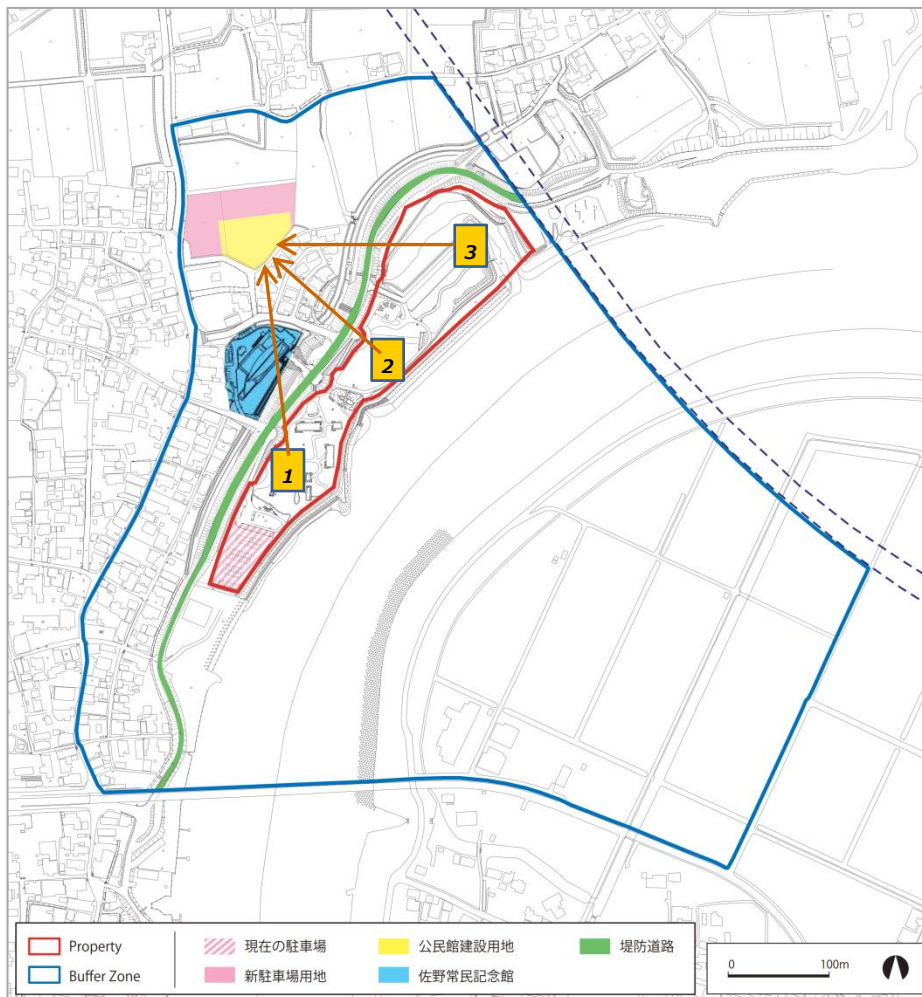 3
2
1
Property
Buffer Zone
現在の駐車場
新駐車場用地
公民館建設用地
佐野常民記念館
堤防道路
0 100m